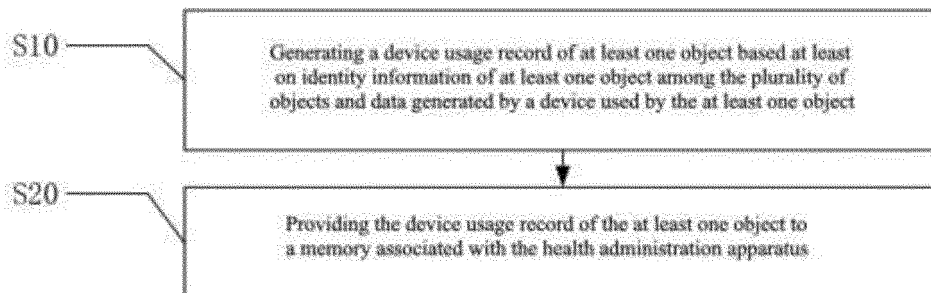 S10
Generating a device usage record of at least one object based at least
on identity information of at least one object among the plurality of
objects and data generated by a device used by the at least one object
S20
Providing the device usage record of the at least one object to
a memory associated with the health administration apparatus